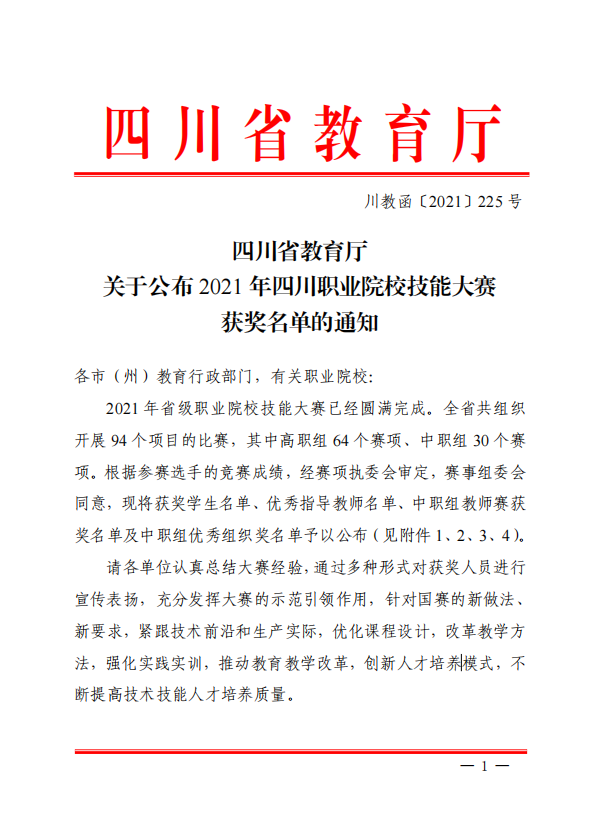 四川省教育厅
川教函〔2021〕225 号
四川省教育厅
关于公布 2021 年四川职业院校技能大赛
获奖名单的通知
各市（州）教育行政部门，有关职业院校：
2021 年省级职业院校技能大赛已经圆满完成。全省共组织
开展 94 个项目的比赛，其中高职组 64 个赛项、中职组 30 个赛
项。根据参赛选手的竞赛成绩，经赛项执委会审定，赛事组委会
同意，现将获奖学生名单、优秀指导教师名单、中职组教师赛获
奖名单及中职组优秀组织奖名单予以公布（见附件 1、2、3、4）。
请各单位认真总结大赛经验，通过多种形式对获奖人员进行
宣传表扬，充分发挥大赛的示范引领作用，针对国赛的新做法、
新要求，紧跟技术前沿和生产实际，优化课程设计，改革教学方
法，强化实践实训，推动教育教学改革，创新人才培养模式，不
断提高技术技能人才培养质量。
— 1 —